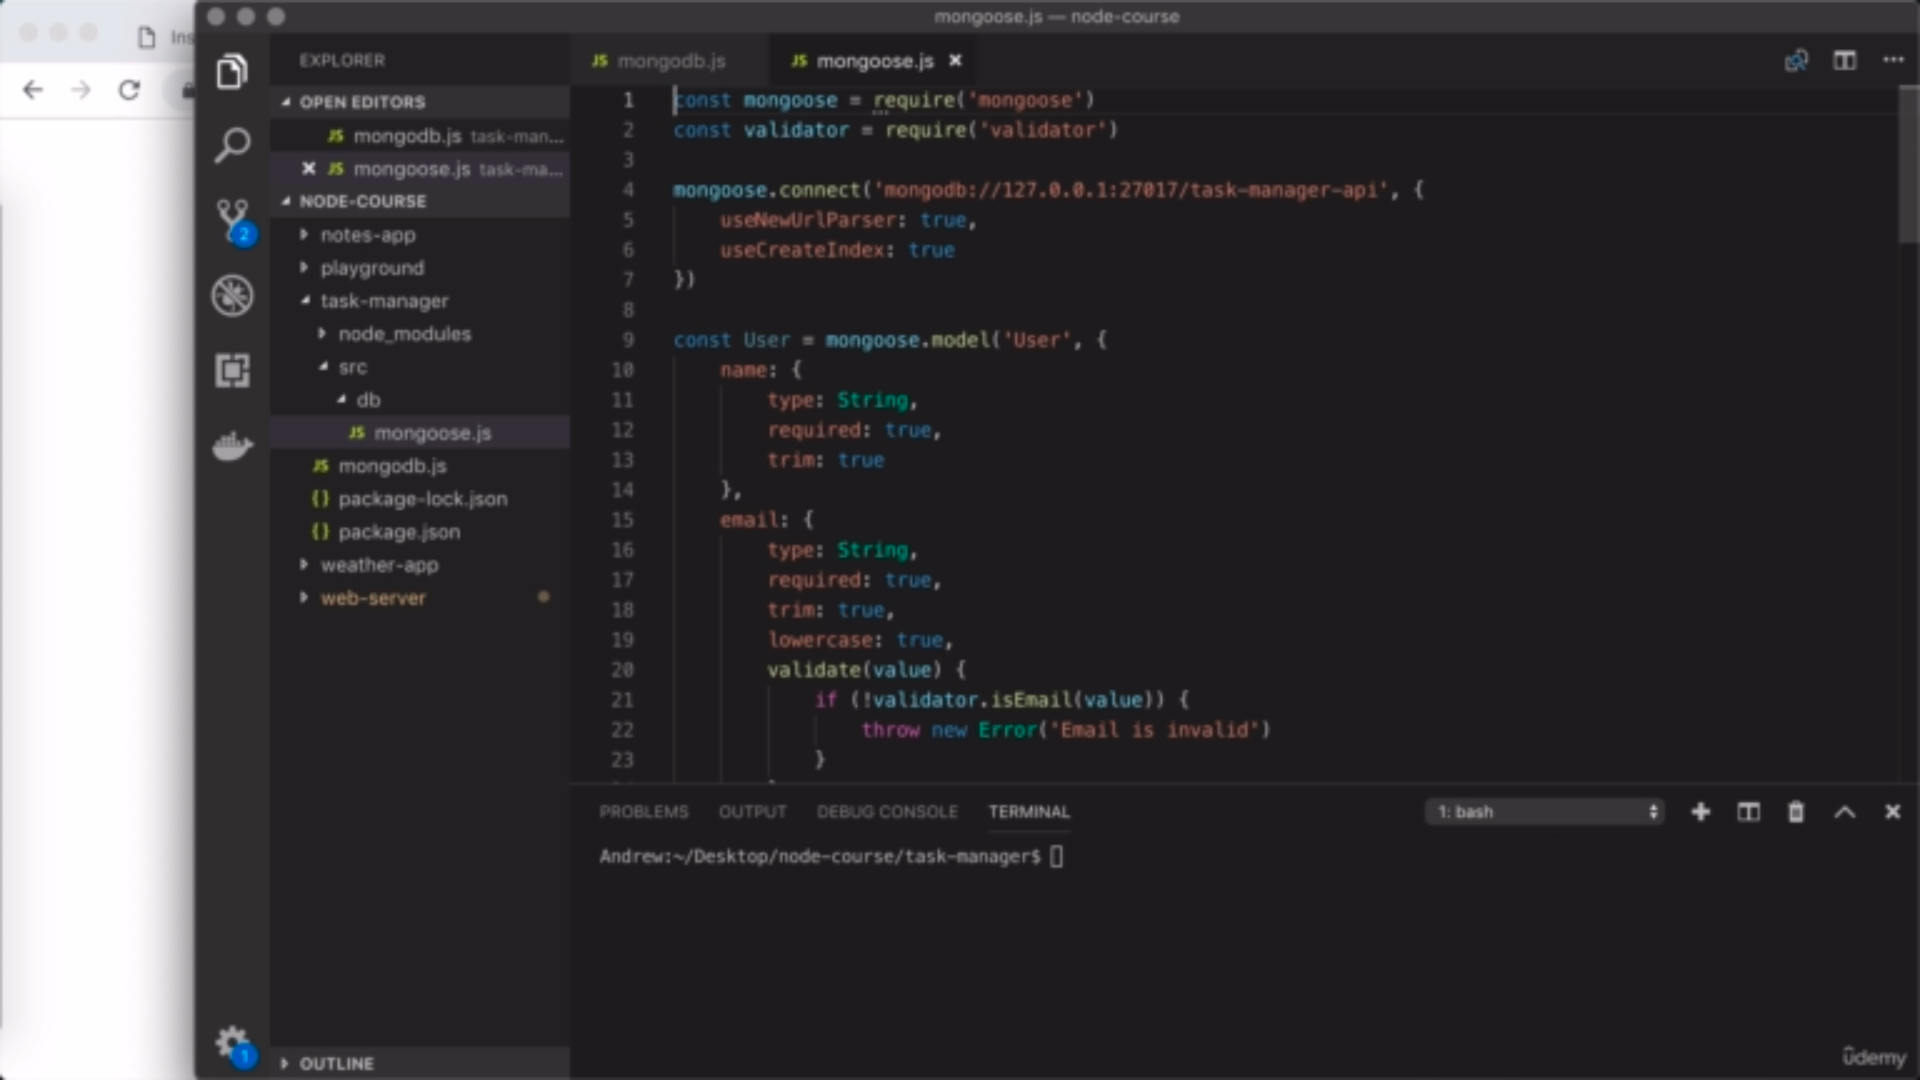 mongoose.js — node-course
Ins
EXPLORER
OPEN EDITORS
JS mongodb.js task-man...
JS mongoose.js task-ma...
NODE-COURSE
notes-app
playground
task-manager
node_modules
src
db
JS mongoose.js
JS mongodb.js
{} package-lock.json
{} package.json
weather-app
web-server
OUTLINE
2
1
JS mongodb.js
JS mongoose.js
1 const mongoose = require('mongoose')
2 const validator = require('validator')
3
4 mongoose.connect('mongodb://127.0.0.1:27017/task-manager-api', {
5 useNewUrlParser: true,
6 useCreateIndex: true
7 })
8
9 const User = mongoose.model('User', {
10 name: {
11 type: String,
12 required: true,
13 trim: true
14 },
15 email: {
16 type: String,
17 required: true,
18 trim: true,
19 lowercase: true,
20 validate(value) {
21 if (!validator.isEmail(value)) {
22 throw new Error('Email is invalid')
23 }
PROBLEMS OUTPUT DEBUG CONSOLE TERMINAL 1: bash
Andrew:~/Desktop/node-course/task-manager$
ûdemy